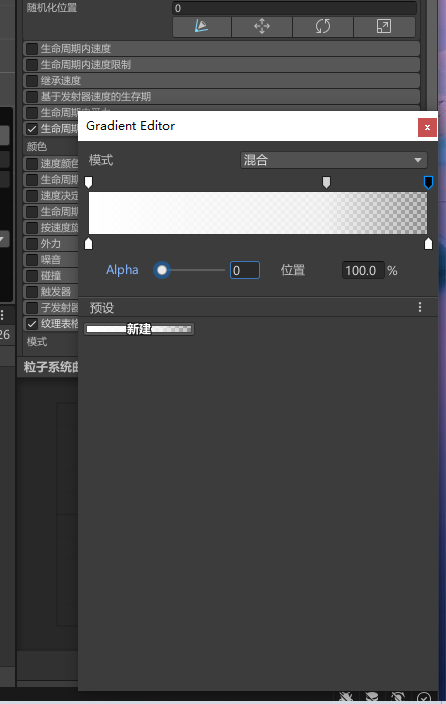 随机化位置 0
生命周期内速度
生命周期内速度限制
继承速度
基于发射器速度的生存期
生命周期
Gradient Editor
x
颜色
模式 混合
速度颜色
生命周期
速度决定
生命周期
按速度旋
外力
Alpha 0 位置 100.0 %
噪音
碰撞
触发器
子发射器
预设
纹理表格
新建
26
模式
粒子系统曲